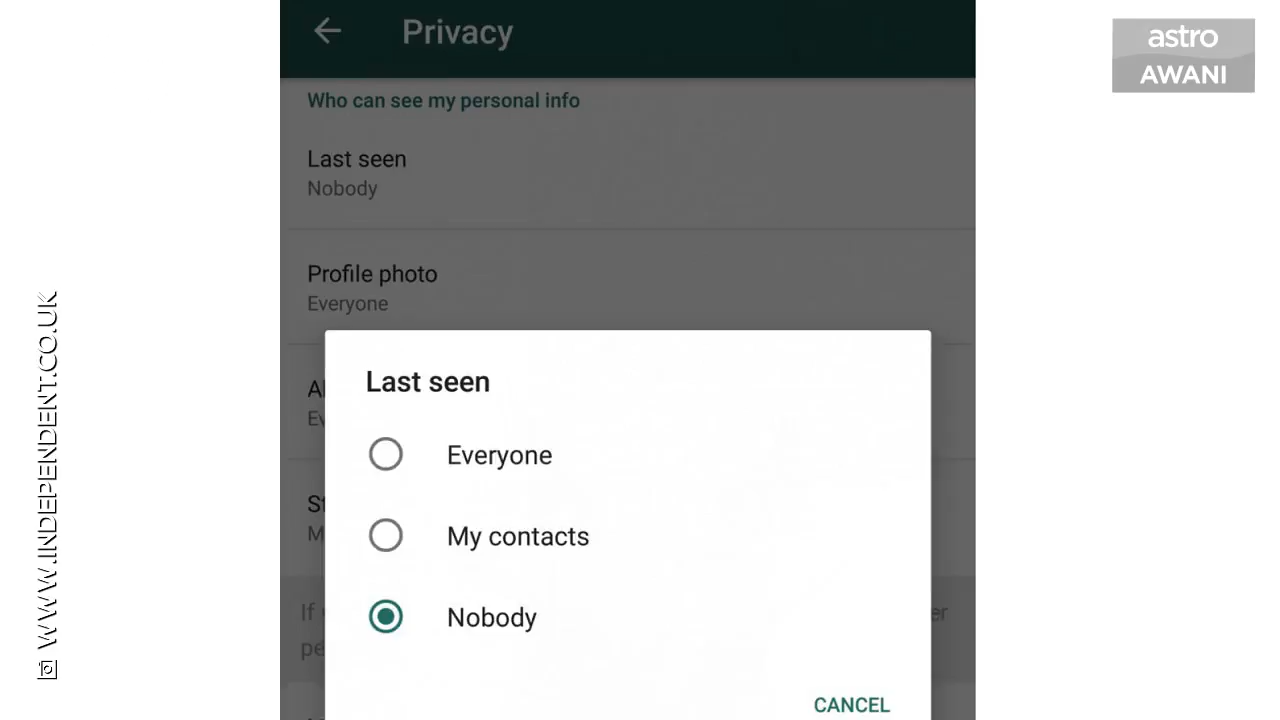 Privacy
astro
AWANI
Who can see my personal info
Last seen
Nobody
Profile photo
Everyone
Last seen
Everyone
My contacts
Nobody
CANCEL
WWW.INDEPENDENT.CO.UK